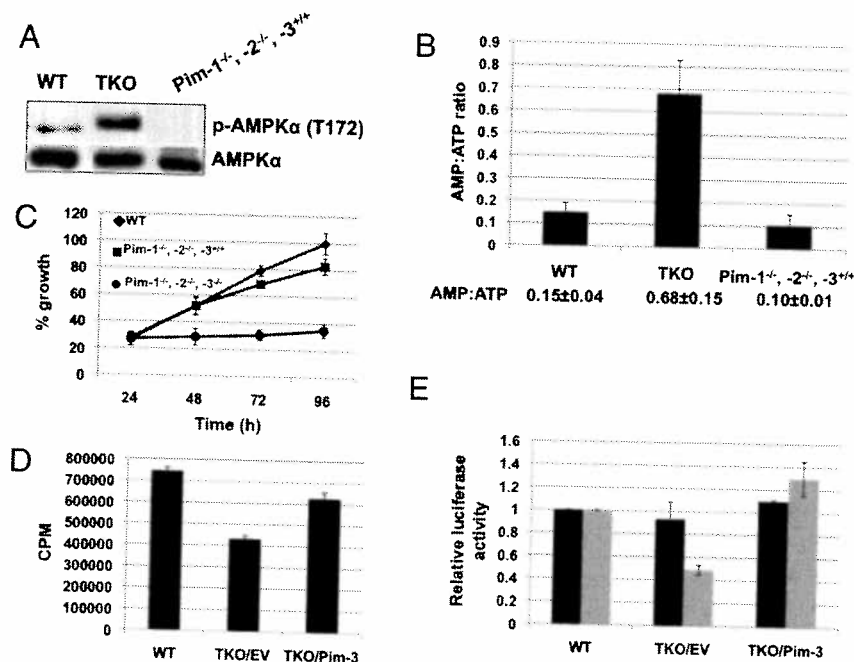 A
WT TKO Pim-1-/-, -2-/-, -3+/+
p-AMPKα (T172)
AMPKα
B
AMP:ATP ratio
0.9
0.8
0.7
0.6
0.5
0.4
0.3
0.2
0.1
0
WT TKO Pim-1-/-, -2-/-, -3+/+
AMP:ATP 0.15±0.04 0.68±0.15 0.10±0.01
C
% growth
120
100
80
60
40
20
0
WT
Pim-1-/-, -2-/-, -3+/+
Pim-1-/-, -2-/-, -3-/-
24 48 72 96
Time (h)
D
CPM
800000
700000
600000
500000
400000
300000
200000
100000
0
WT TKO/EV TKO/Pim-3
E
Relative luciferase
activity
1.6
1.4
1.2
1
0.8
0.6
0.4
0.2
0
WT TKO/EV TKO/Pim-3